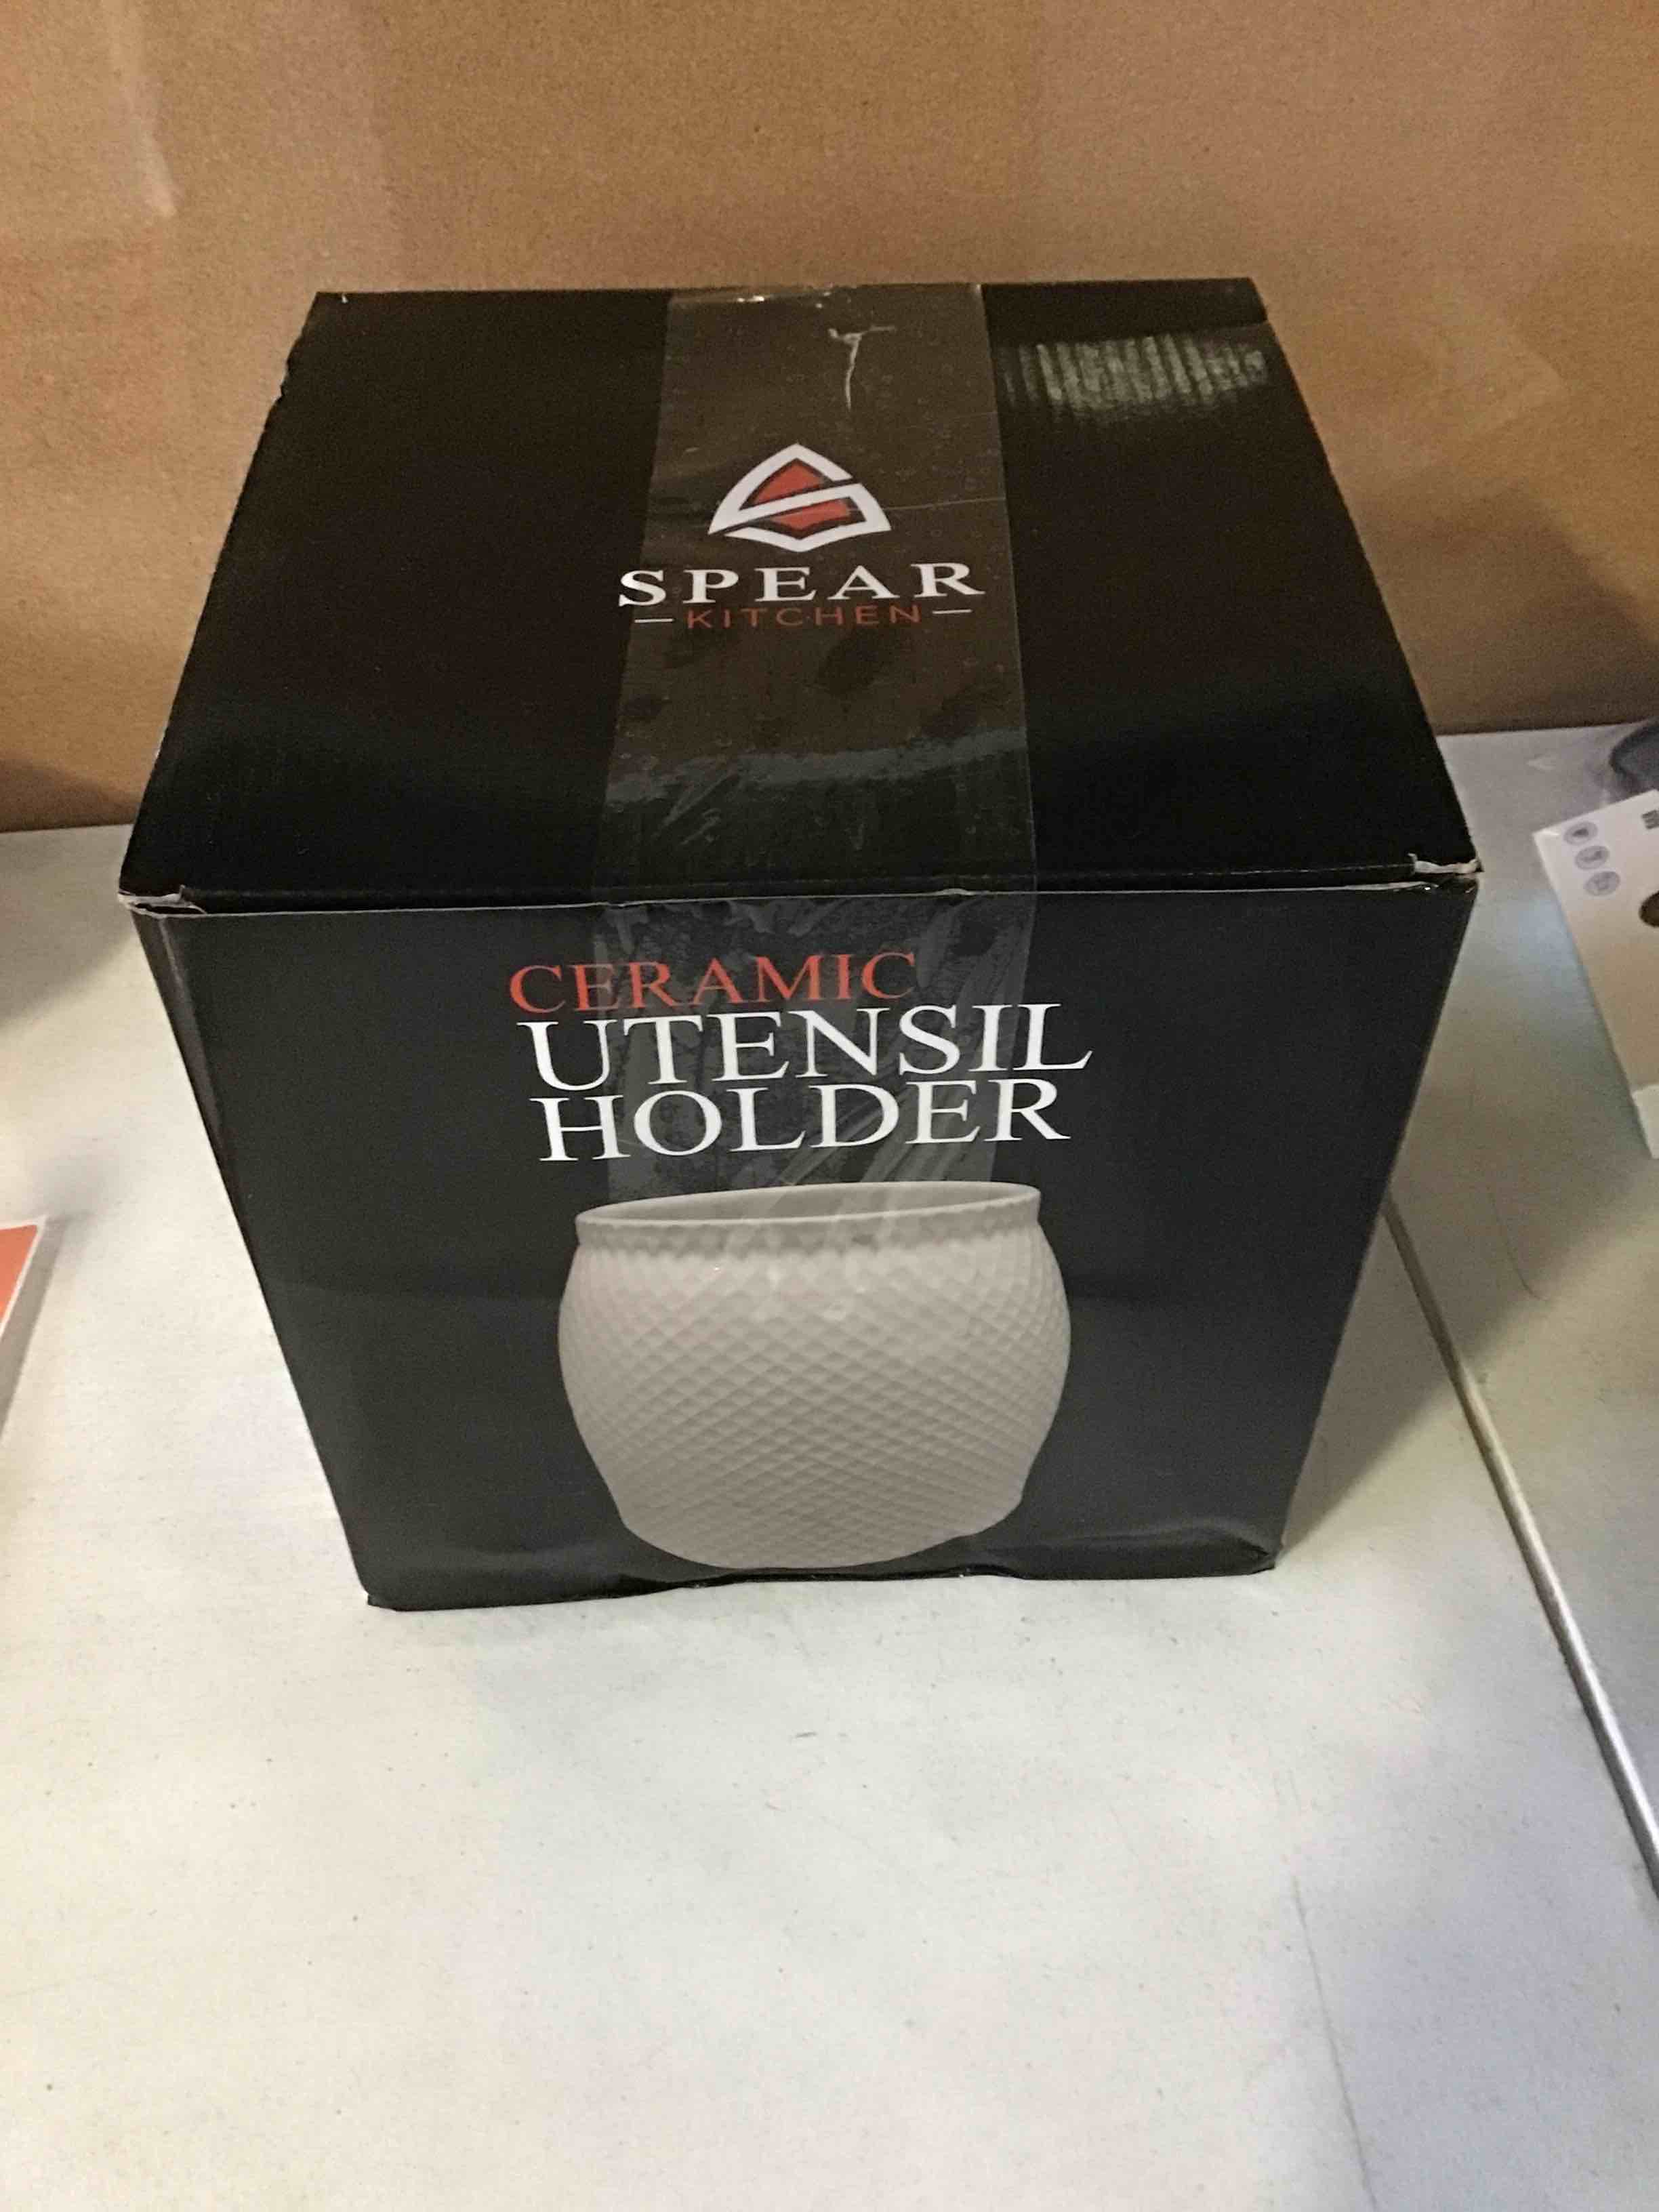 SPEAR
KITCHEN
CERAMIC
UTENSIL
HOLDER